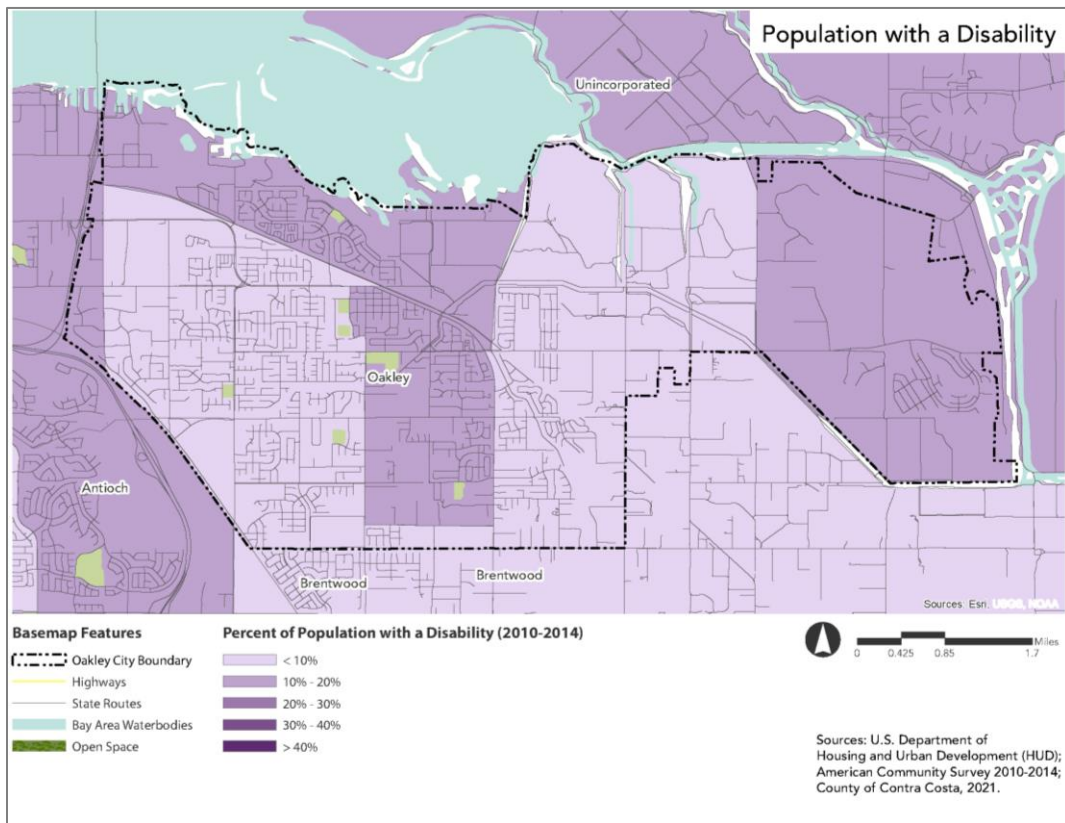 Population with a Disability
Unincorporated
Oakley
Antioch
Brentwood
Brentwood
Sources: Esri, USGS, NOAA
Basemap Features
Oakley City Boundary
Highways
State Routes
Bay Area Waterbodies
Open Space
Percent of Population with a Disability (2010-2014)
< 10%
10% - 20%
20% - 30%
30% - 40%
> 40%
Miles
0 0.425 0.85 1.7
Sources: U.S. Department of
Housing and Urban Development (HUD);
American Community Survey 2010-2014;
County of Contra Costa, 2021.